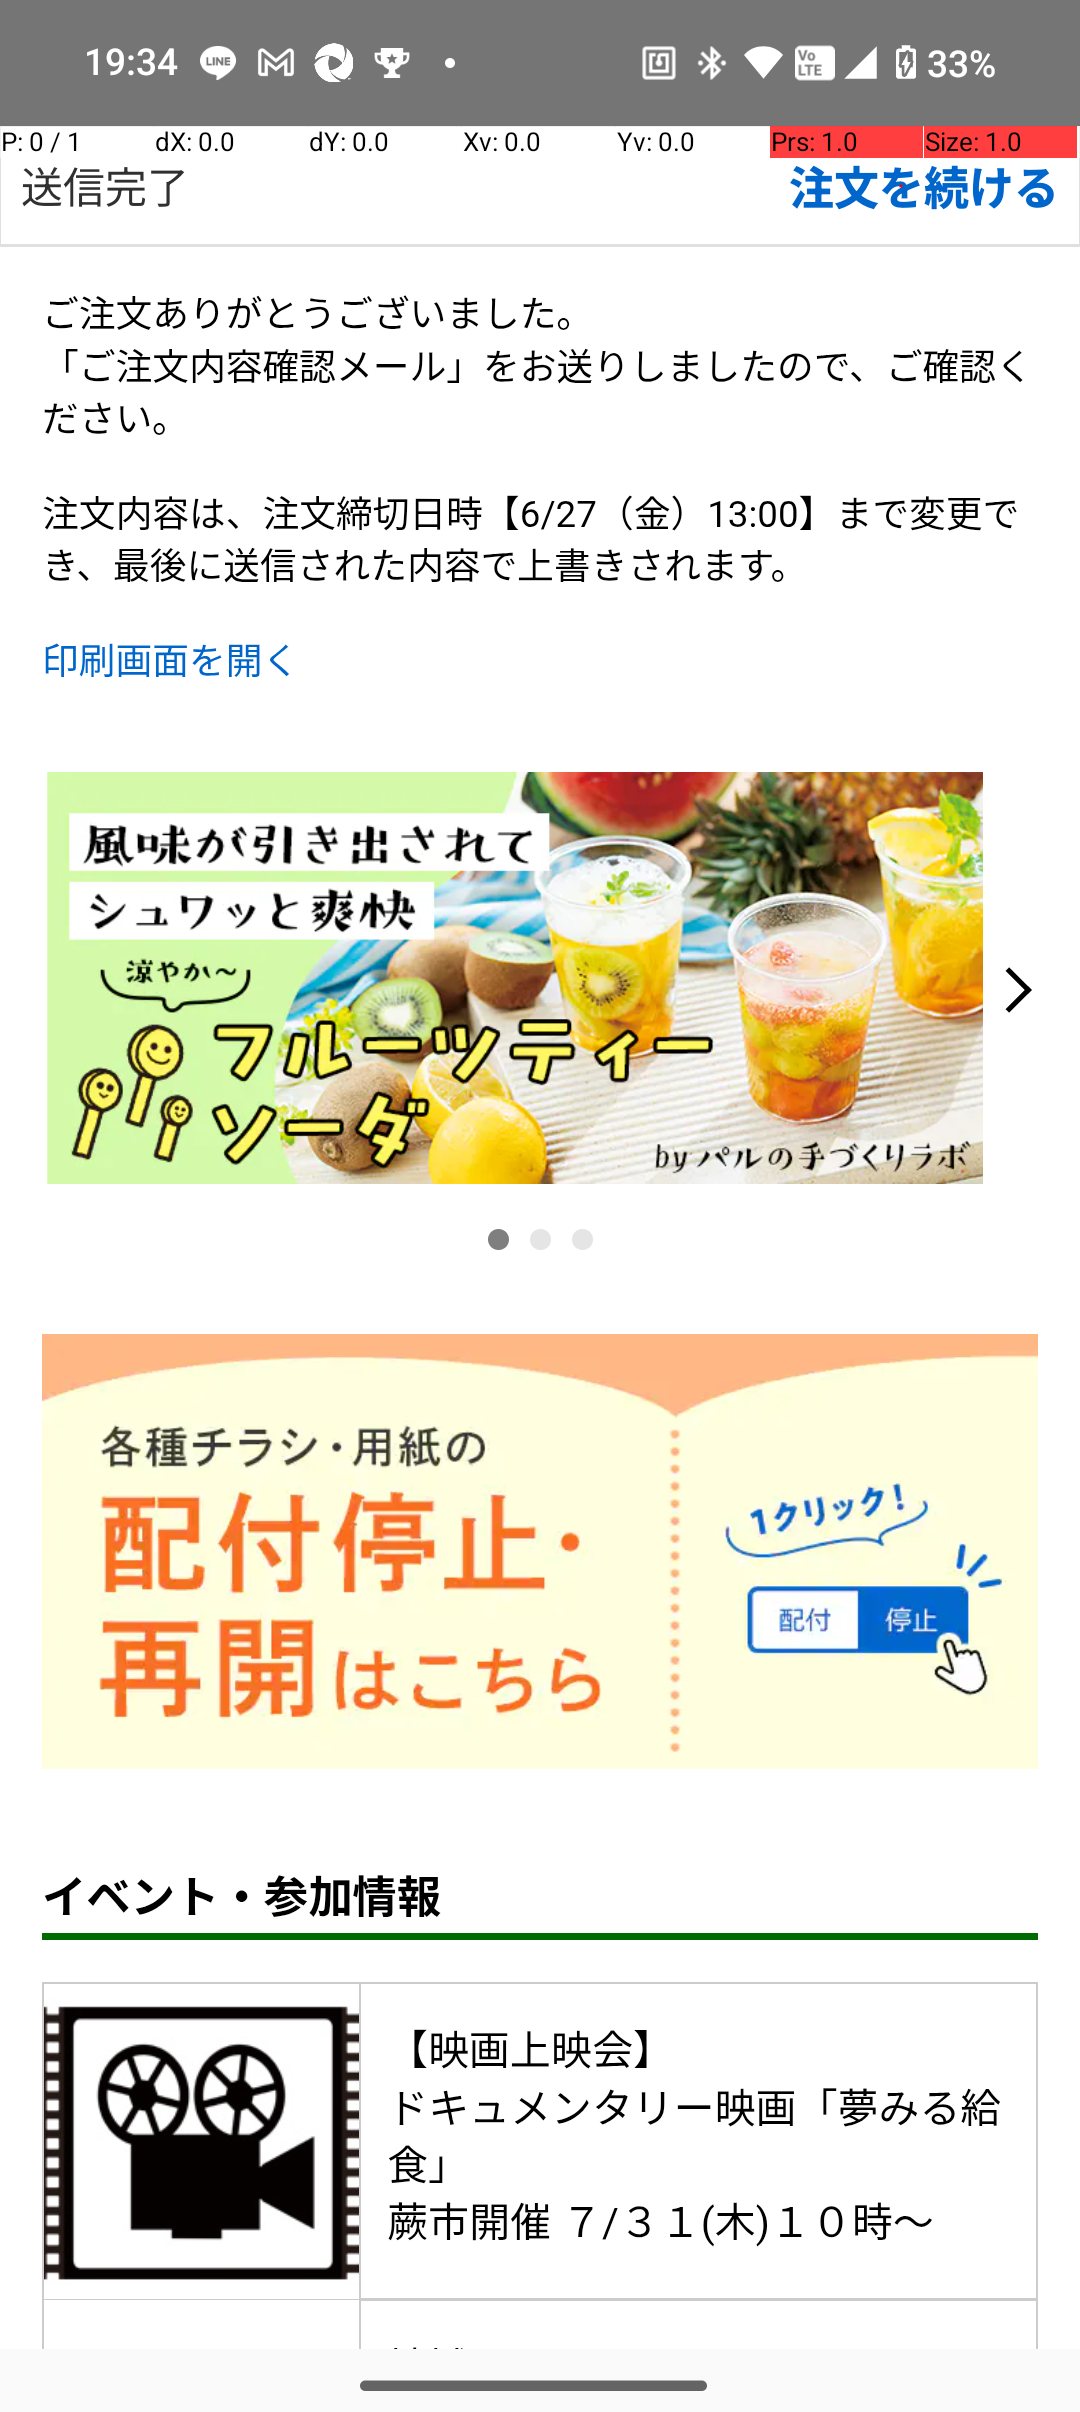 19:34 LINE VoLTE 33%
P: 0 / 1 dX: 0.0 dY: 0.0 Xv: 0.0 Yv: 0.0 Prs: 1.0 Size: 1.0
送信完了 注文を続ける
ご注文ありがとうございました。
「ご注文内容確認メール」をお送りしましたので、ご確認く
ださい。
注文内容は、注文締切日時【6/27（金）13:00】まで変更で
き、最後に送信された内容で上書きされます。
印刷画面を開く
風味が引き出されて
シュワッと爽快
涼やか～
フルーツティー
ソーダ
by パルの手づくりラボ
各種チラシ・用紙の
配付停止・
再開はこちら
1クリック！
配付 停止
イベント・参加情報
【映画上映会】
ドキュメンタリー映画「夢みる給
食」
蕨市開催 ７/３１(木)１０時～